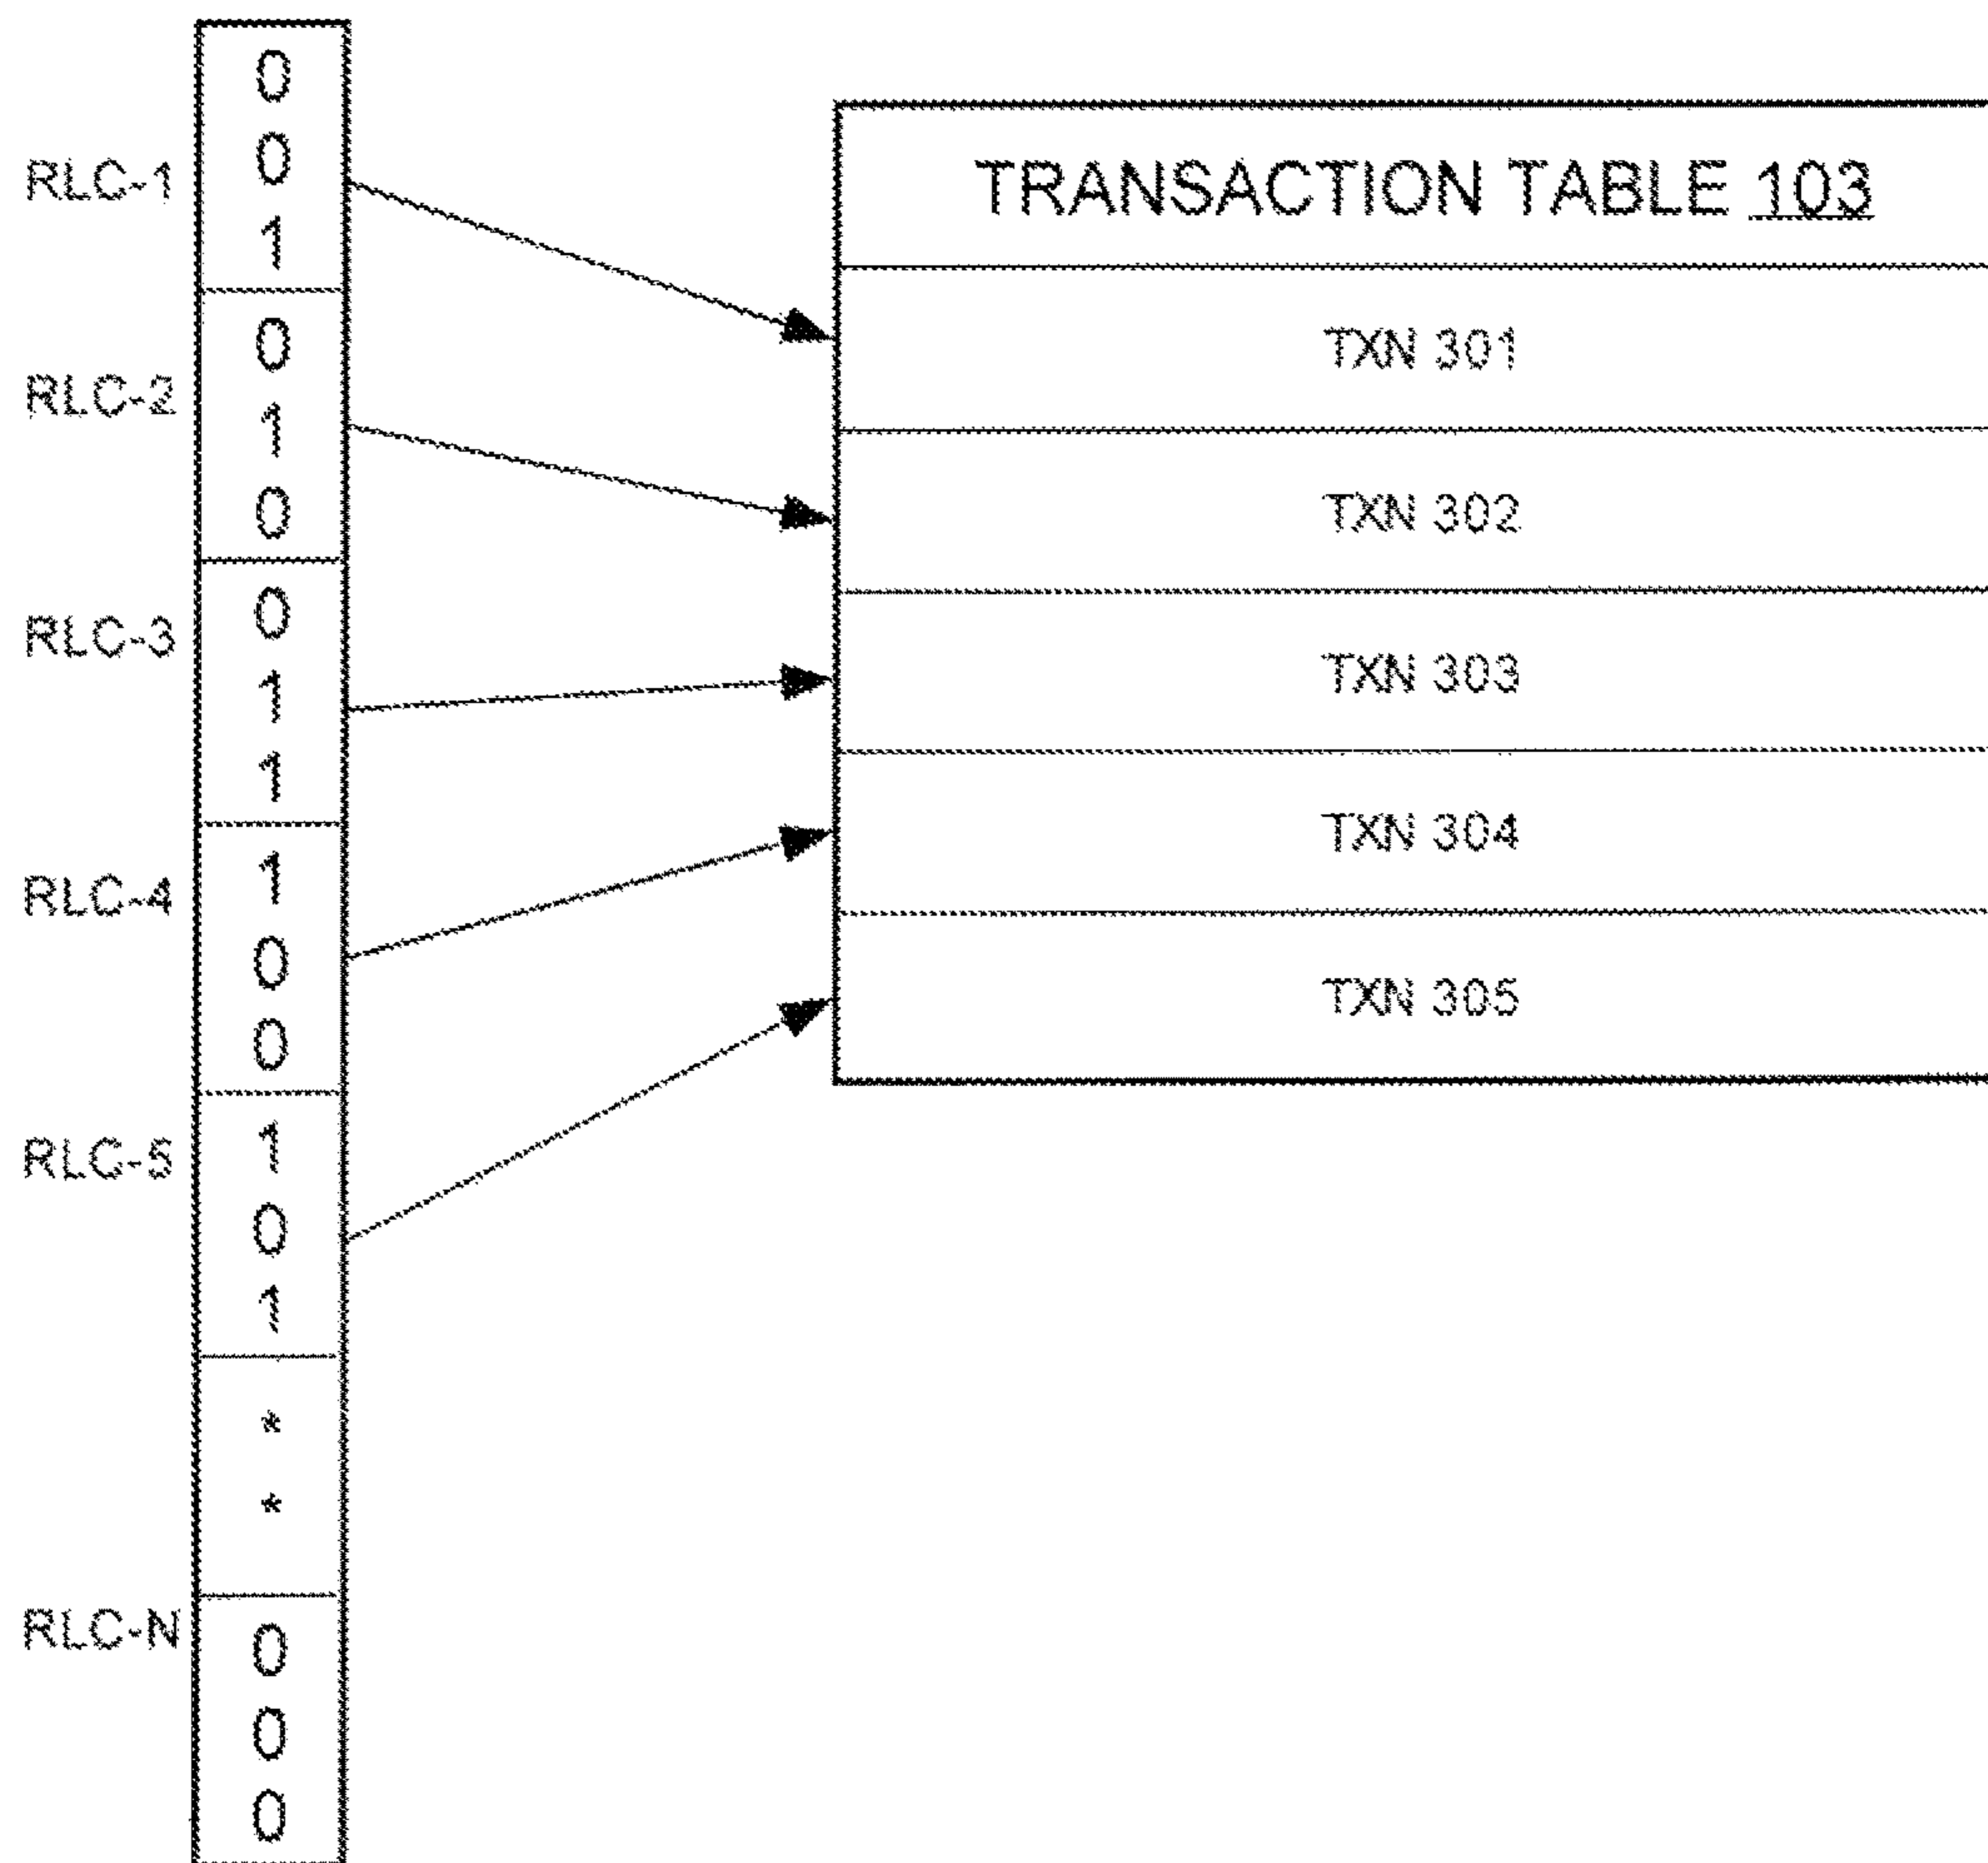 RLC-1
0
0
1
RLC-2
0
1
0
RLC-3
0
1
1
RLC-4
1
0
0
RLC-5
1
0
1
*
*
RLC-N
0
0
0
TRANSACTION TABLE 103
TXN 301
TXN 302
TXN 303
TXN 304
TXN 305